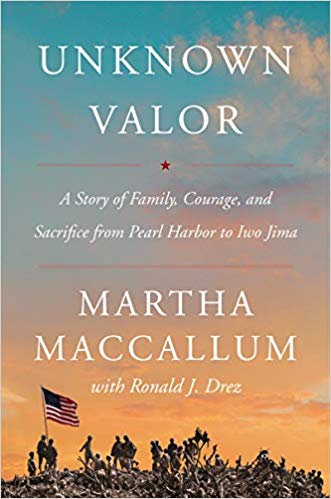 UNKNOWN
VALOR
A Story of Family, Courage, and
Sacrifice from Pearl Harbor to Iwo Jima
MARTHA
MACCALLUM
with Ronald J. Drez